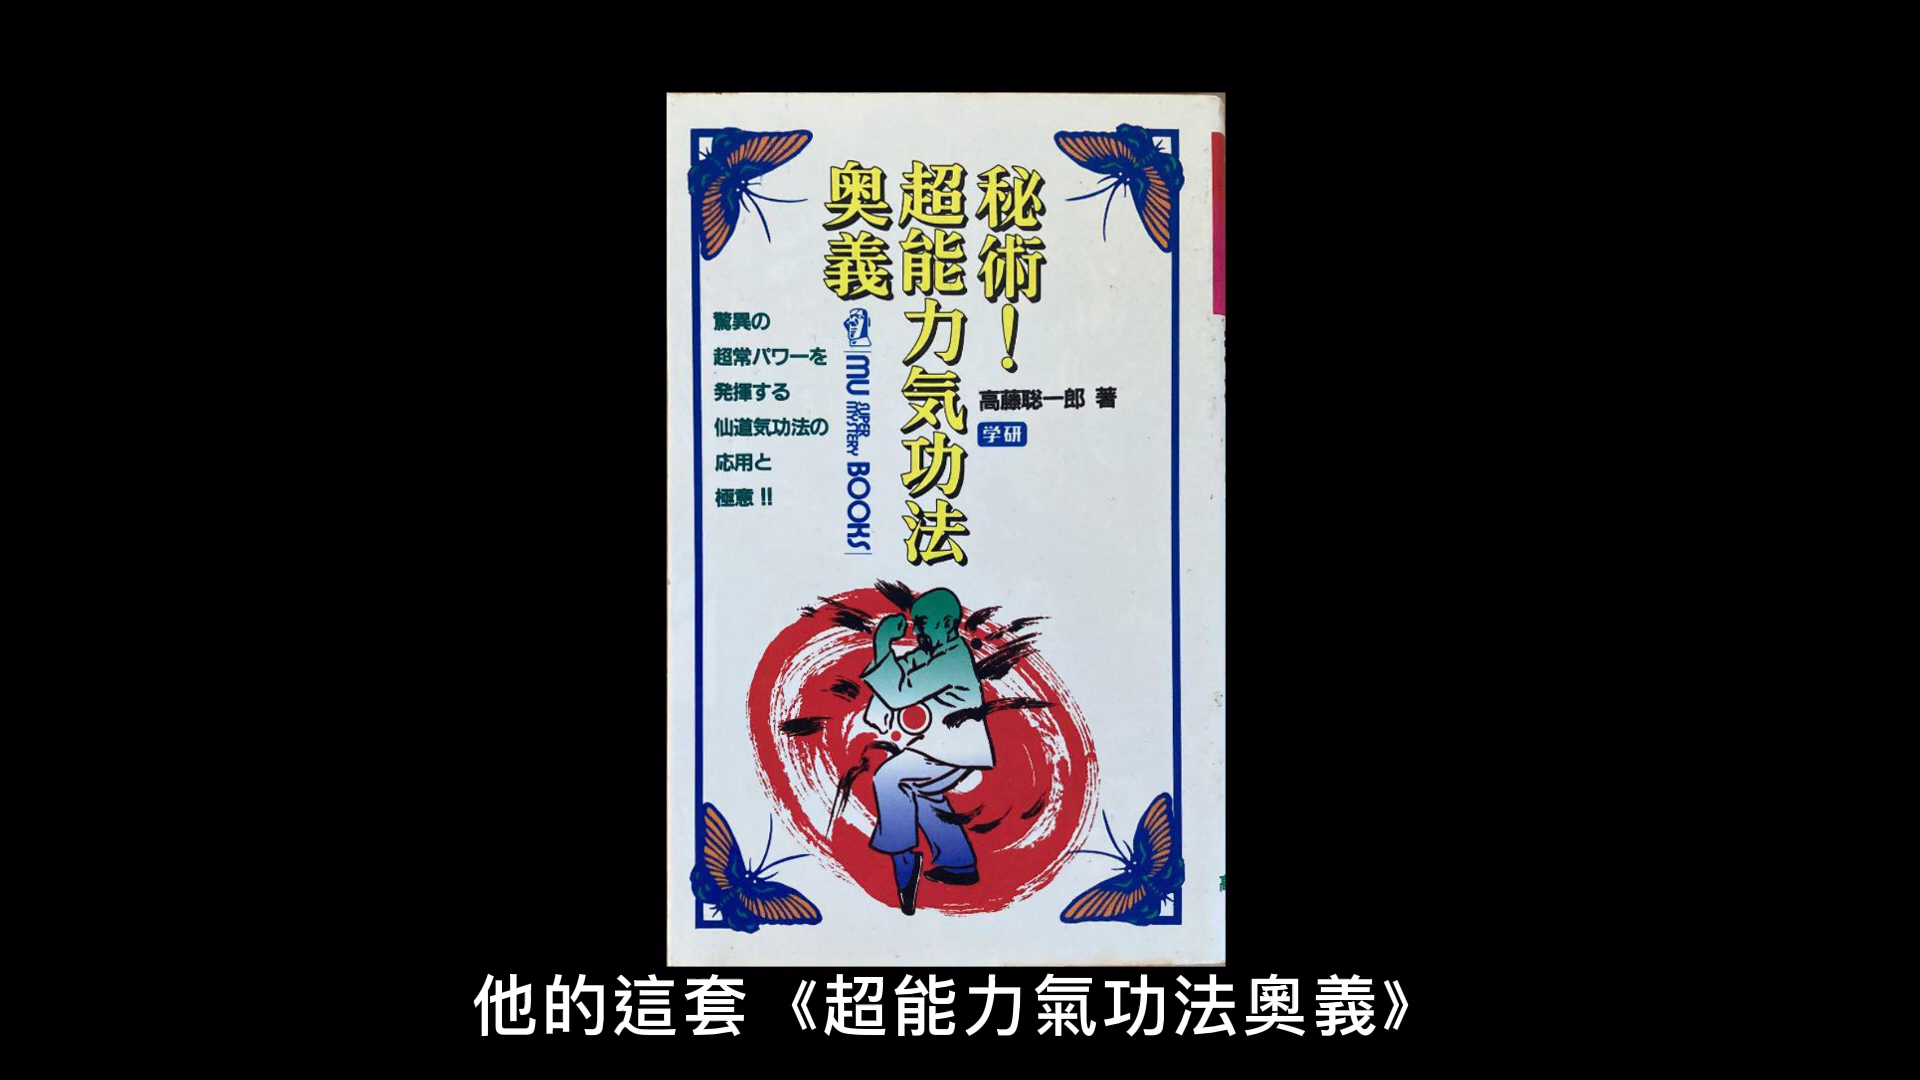 秘術!
超能力気功法
奥義
高藤聡一郎 著
学研
MU SUPER MYSTERY BOOKS
驚異の
超常パワーを
発揮する
仙道気功法の
応用と
極意!!
他的這套《超能力氣功法奧義》